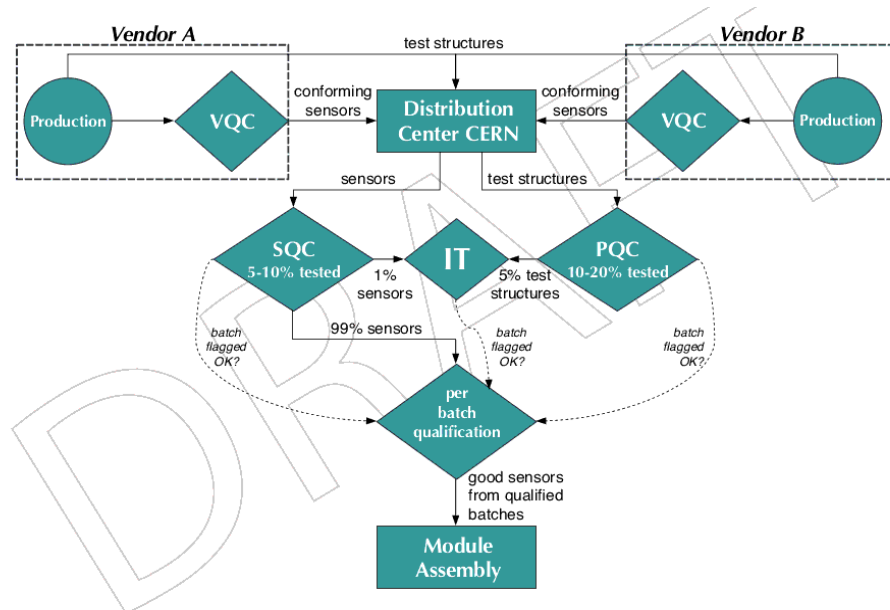 Vendor A
Vendor B
test structures
Production
VQC
conforming
sensors
Distribution
Center CERN
conforming
sensors
VQC
Production
sensors
test structures
SQC
5-10% tested
1%
sensors
IT
5% test
structures
PQC
10-20% tested
99% sensors
batch
flagged
OK?
batch
flagged
OK?
batch
flagged
OK?
per
batch
qualification
good sensors
from qualified
batches
Module
Assembly
DRAFT